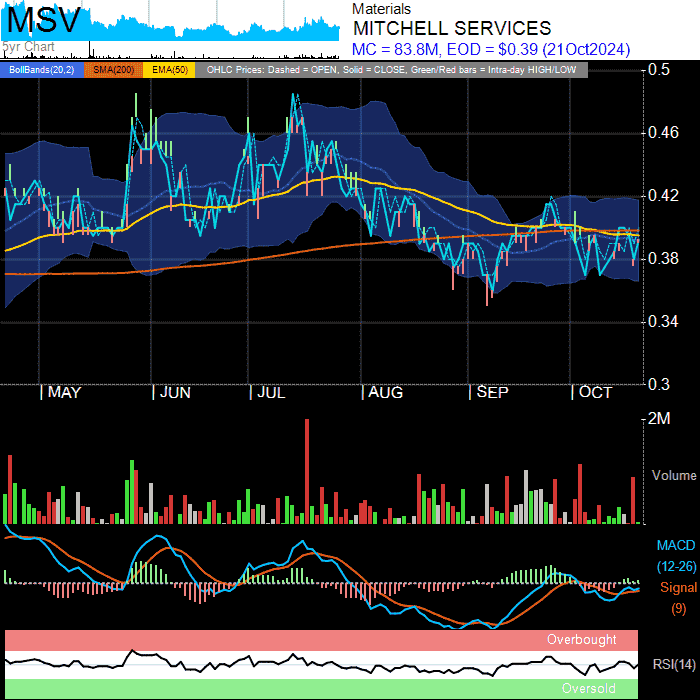 MSV
5yr Chart
Materials
MITCHELL SERVICES
MC = 83.8M, EOD = $0.39 (21Oct2024)
BollBands(20,2) SMA(200) EMA(50) OHLC Prices: Dashed = OPEN, Solid = CLOSE, Green/Red bars = Intra-day HIGH/LOW
0.5
0.46
0.42
0.38
0.34
0.3
MAY JUN JUL AUG SEP OCT
2M
Volume
MACD
(12-26)
Signal
(9)
Overbought
RSI(14)
Oversold